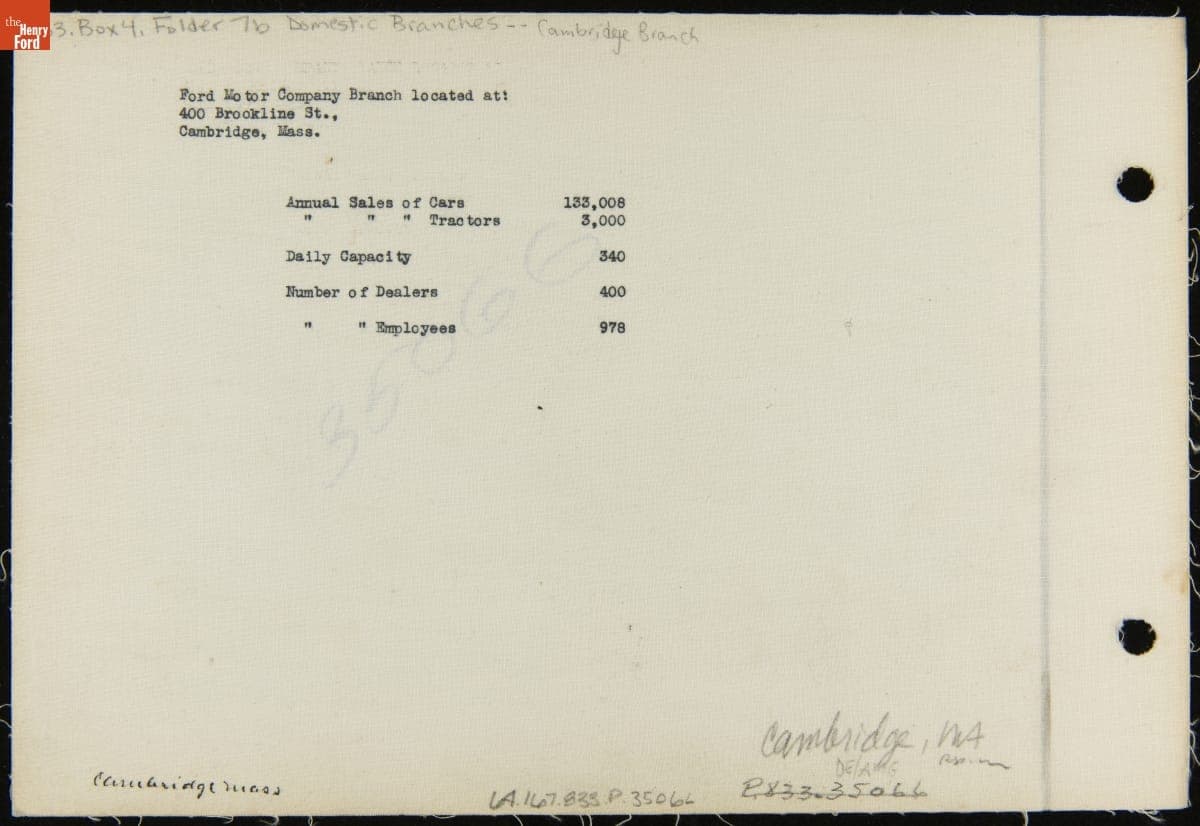 the
Henry
Ford
3. Box 4, Folder 7b Domestic Branches -- Cambridge Branch
Ford Motor Company Branch located at:
400 Brookline St.,
Cambridge, Mass.
Annual Sales of Cars 133,008
" " " Tractors 3,000
Daily Capacity 340
Number of Dealers 400
" " Employees 978
35066
Cambridge, MA
P.833.35066
Cambridge mass
LA.167.833.P.35066